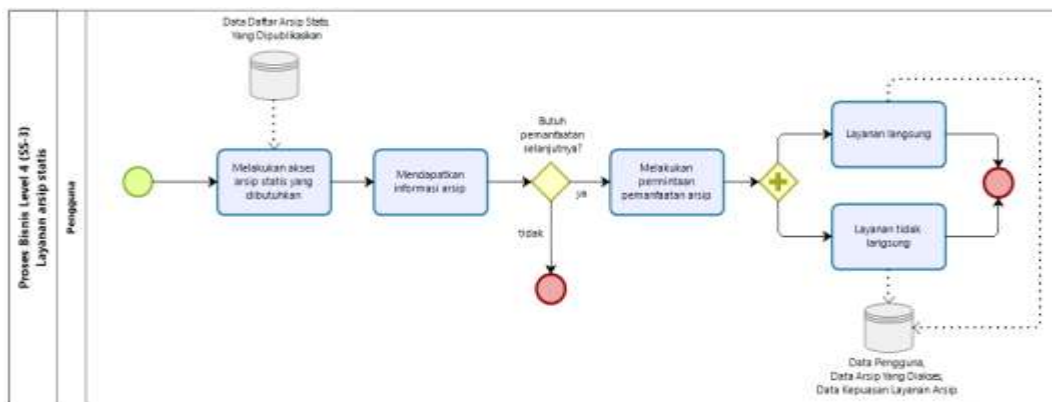 Proses Bisnis Level 4 (SS-3)
Layanan arsip statis
Pengguna
Data Daftar Arsip Statis
Yang Dipublikasikan
Melakukan akses
arsip statis yang
dibutuhkan
Mendapatkan
informasi arsip
Butuh
pemanfaatan
selanjutnya?
ya
tidak
Melakukan
permintaan
pemanfaatan arsip
Layanan langsung
Layanan tidak
langsung
Data Pengguna,
Data Arsip Yang Diakses,
Data Kepuasan Layanan Arsip